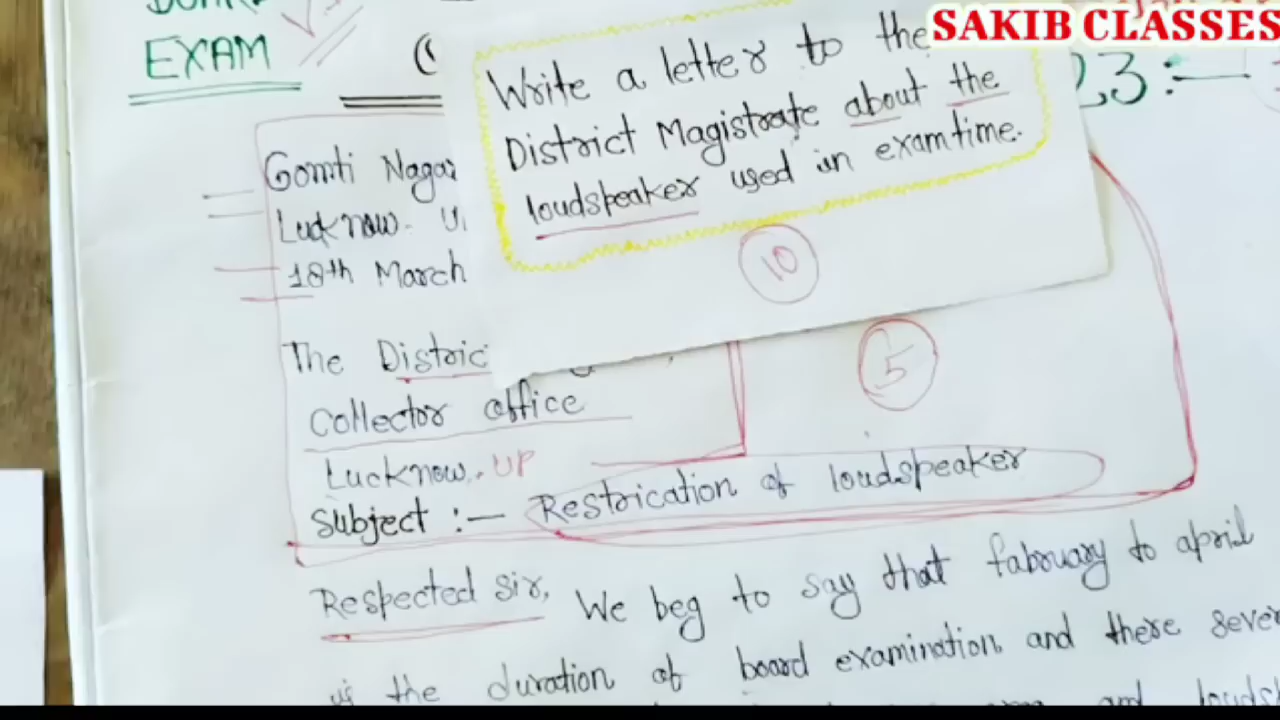 SAKIB CLASSES
EXAM
23:-
Write a letter to the
District Magistrate about the
loudspeaker used in examtime.
10
Gomti Nagar
Lucknow.
18th March
The
5
collector office
Lucknow. UP
Subject :- Restrication of loudspeaker
Respected sir, We beg to say that fabruary to april
is the duration of board examination and there
and